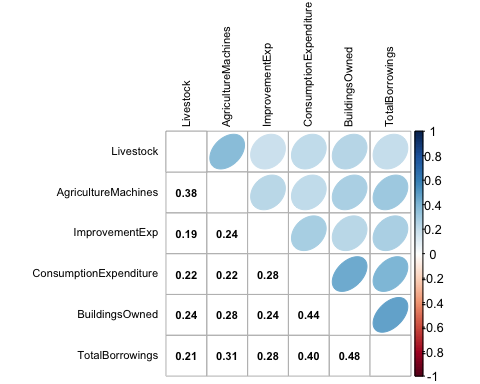 Livestock
AgricultureMachines
ImprovementExp
ConsumptionExpenditure
BuildingsOwned
TotalBorrowings
Livestock
AgricultureMachines
0.38
ImprovementExp
0.19 0.24
ConsumptionExpenditure
0.22 0.22 0.28
BuildingsOwned
0.24 0.28 0.24 0.44
TotalBorrowings
0.21 0.31 0.28 0.40 0.48
1
0.8
0.6
0.4
0.2
0
-0.2
-0.4
-0.6
-0.8
-1